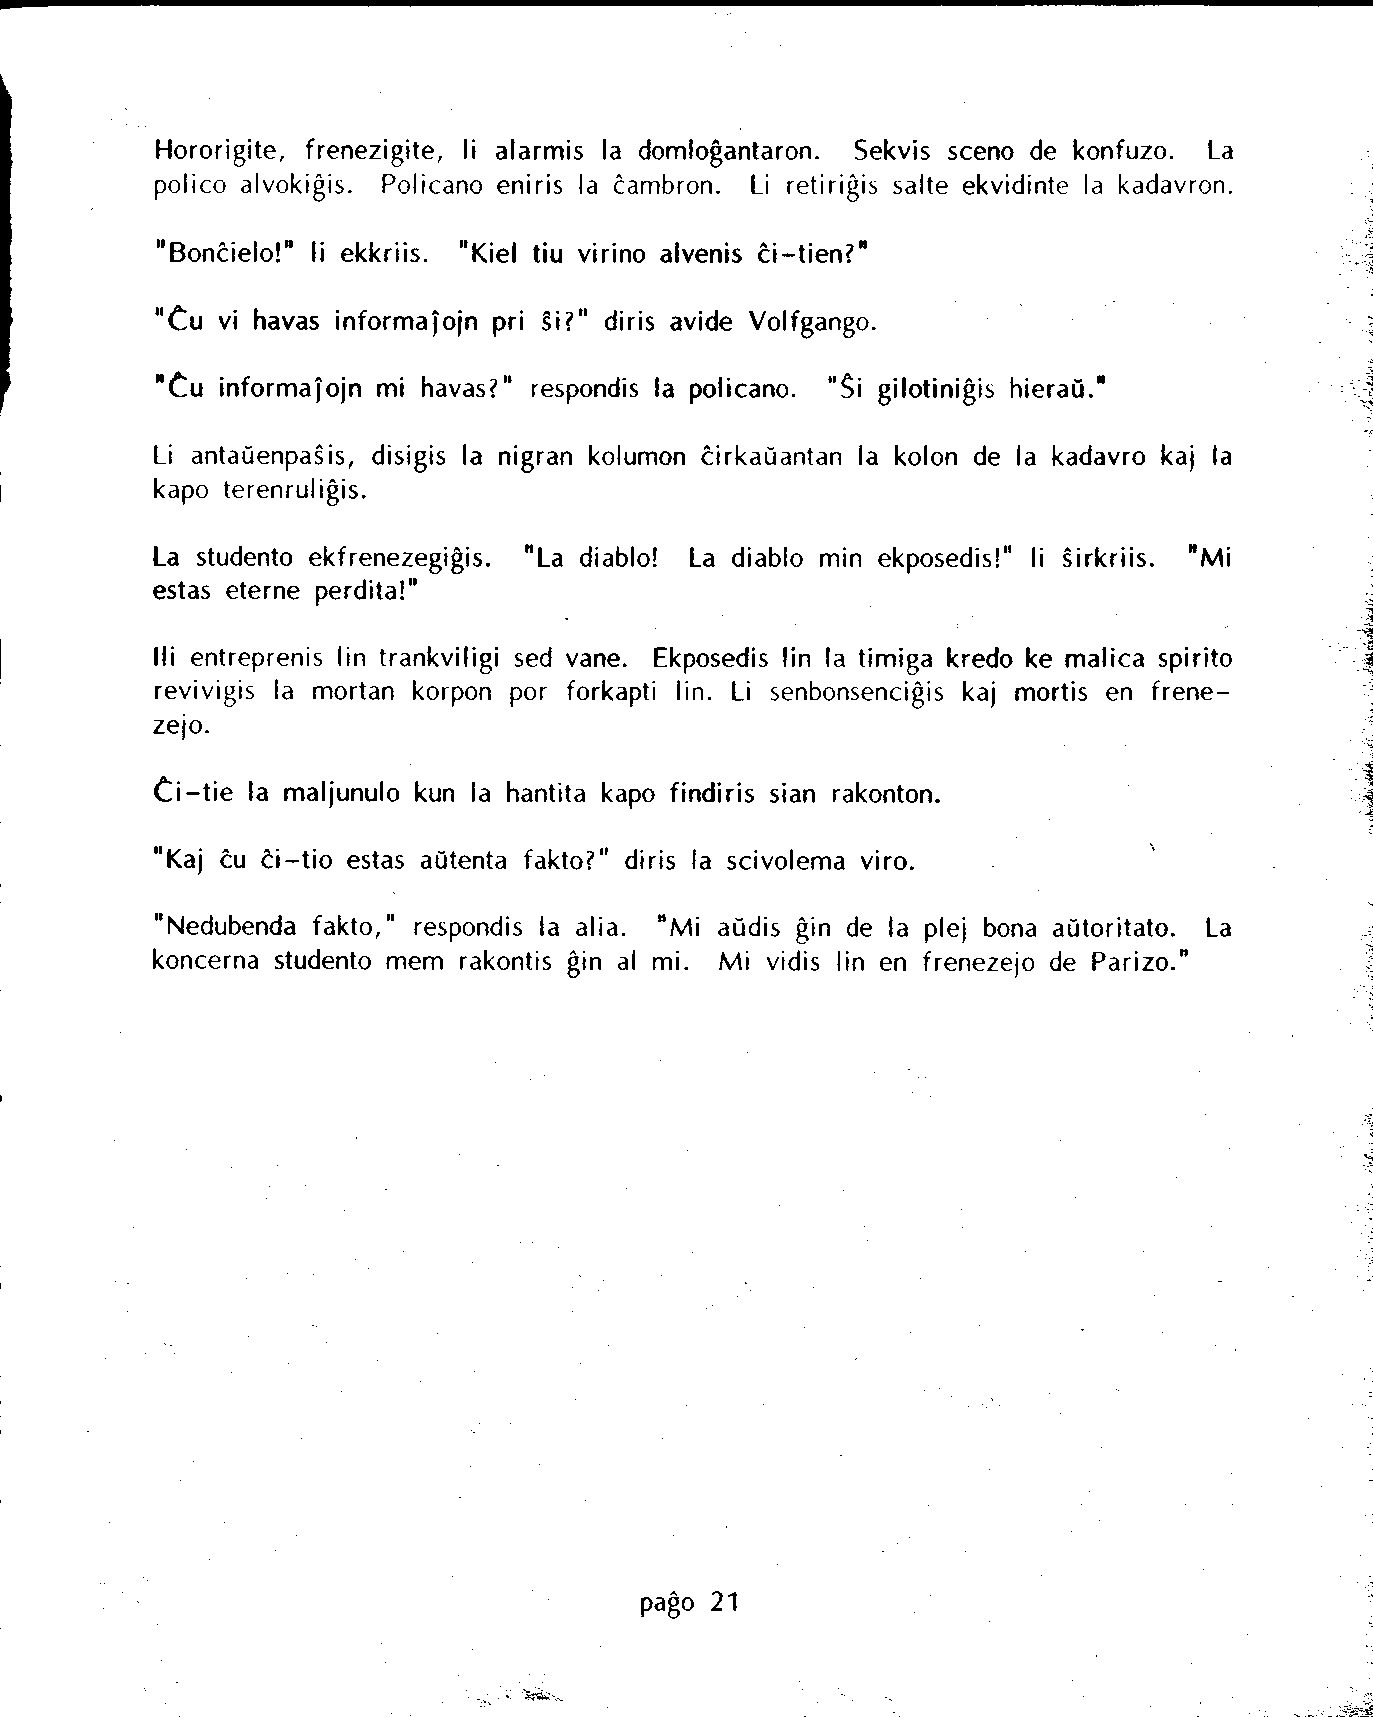 Hororigite, frenezigite, li alarmis la domloĝantaron. Sekvis sceno de konfuzo. La
polico alvokiĝis. Policano eniris la ĉambron. Li retiriĝis salte ekvidinte la kadavron.
"Bonĉielo!" li ekkriis. "Kiel tiu virino alvenis ĉi-tien?"
"Ĉu vi havas informaĵojn pri ŝi?" diris avide Volfgango.
"Ĉu informaĵojn mi havas?" respondis la policano. "Ŝi gilotiniĝis hieraŭ."
Li antaŭenpaŝis, disigis la nigran kolumon ĉirkaŭantan la kolon de la kadavro kaj la
kapo terenruliĝis.
La studento ekfrenezegiĝis. "La diablo! La diablo min ekposedis!" li ŝirkriis. "Mi
estas eterne perdita!"
Ili entreprenis lin trankviligi sed vane. Ekposedis lin la timiga kredo ke malica spirito
revivigis la mortan korpon por forkapti lin. Li senbonsenciĝis kaj mortis en frene-
zejo.
Ĉi-tie la maljunulo kun la hantita kapo findiris sian rakonton.
"Kaj ĉu ĉi-tio estas aŭtenta fakto?" diris la scivolema viro.
"Nedubenda fakto," respondis la alia. "Mi aŭdis ĝin de la plej bona aŭtoritato. La
koncerna studento mem rakontis ĝin al mi. Mi vidis lin en frenezejo de Parizo."
paĝo 21